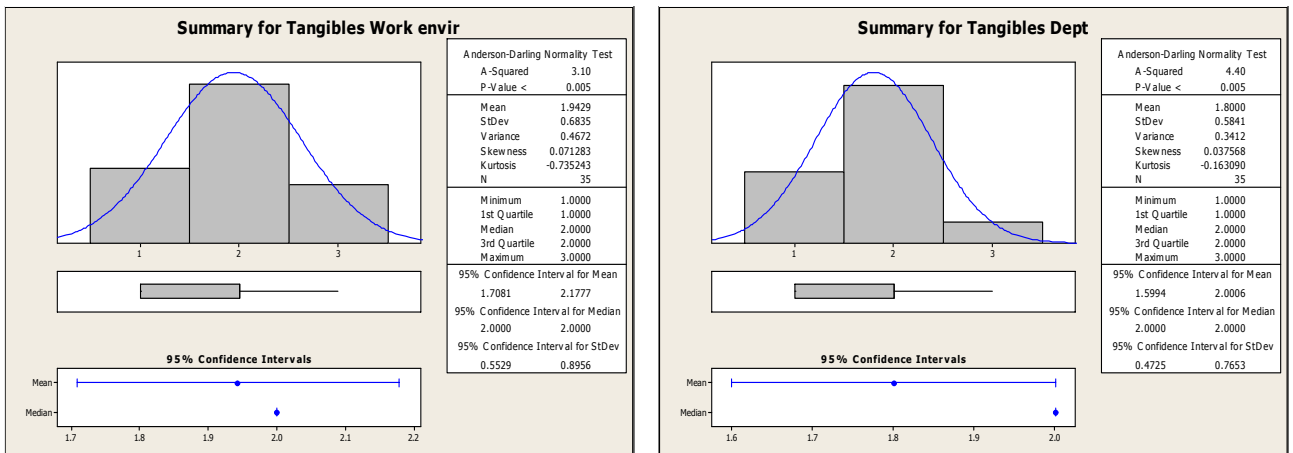 Summary for Tangibles Work envir
Anderson-Darling Normality Test
A-Squared 3.10
P-Value < 0.005
Mean 1.9429
StDev 0.6835
Variance 0.4672
Skewness 0.071283
Kurtosis -0.735243
N 35
Minimum 1.0000
1st Quartile 1.0000
Median 2.0000
3rd Quartile 2.0000
Maximum 3.0000
95% Confidence Interval for Mean
1.7081 2.1777
95% Confidence Interval for Median
2.0000 2.0000
95% Confidence Interval for StDev
0.5529 0.8956
1 2 3
95% Confidence Intervals
Mean
Median
1.7 1.8 1.9 2.0 2.1 2.2
Summary for Tangibles Dept
Anderson-Darling Normality Test
A-Squared 4.40
P-Value < 0.005
Mean 1.8000
StDev 0.5841
Variance 0.3412
Skewness 0.037568
Kurtosis -0.163090
N 35
Minimum 1.0000
1st Quartile 1.0000
Median 2.0000
3rd Quartile 2.0000
Maximum 3.0000
95% Confidence Interval for Mean
1.5994 2.0006
95% Confidence Interval for Median
2.0000 2.0000
95% Confidence Interval for StDev
0.4725 0.7653
1 2 3
95% Confidence Intervals
Mean
Median
1.6 1.7 1.8 1.9 2.0